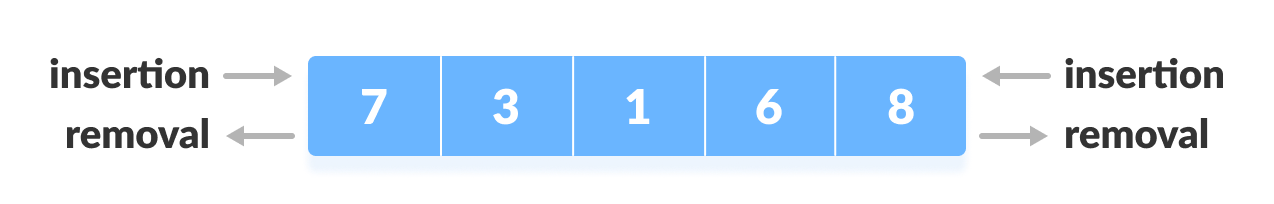 insertion 7 3 1 6 8 insertion
removal removal